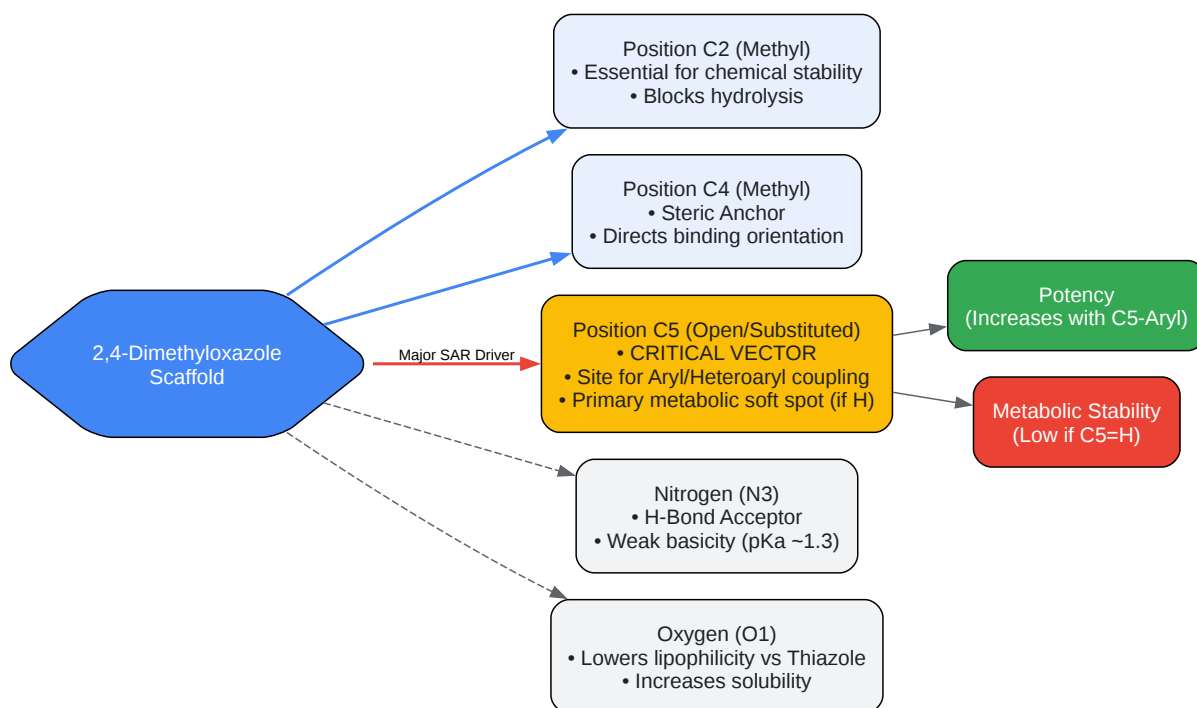 Position C2 (Methyl)
• Essential for chemical stability
• Blocks hydrolysis
Position C4 (Methyl)
• Steric Anchor
• Directs binding orientation
2,4-Dimethyloxazole
Scaffold
Major SAR Driver
Position C5 (Open/Substituted)
• CRITICAL VECTOR
• Site for Aryl/Heteroaryl coupling
• Primary metabolic soft spot (if H)
Potency
(Increases with C5-Aryl)
Metabolic Stability
(Low if C5=H)
Nitrogen (N3)
• H-Bond Acceptor
• Weak basicity (pKa ~1.3)
Oxygen (O1)
• Lowers lipophilicity vs Thiazole
• Increases solubility